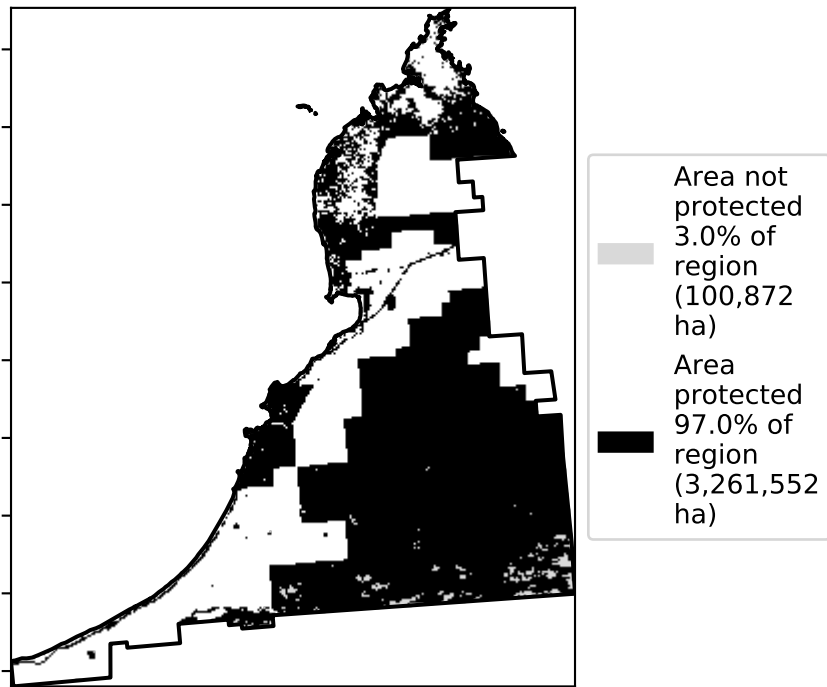 Area not
protected
3.0% of
region
(100,872
ha)
Area
protected
97.0% of
region
(3,261,552
ha)